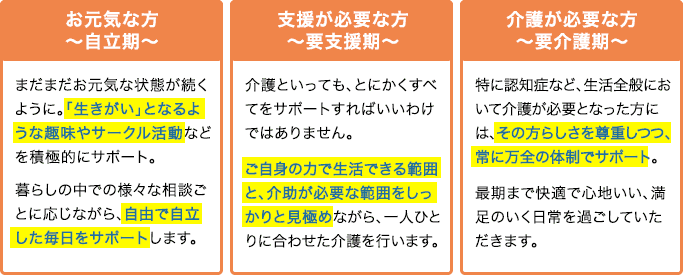 お元気な方
〜自立期〜
まだまだお元気な状態が続く
ように。「生きがい」となるよ
うな趣味やサークル活動など
を積極的にサポート。
暮らしの中での様々な相談ご
とに応じながら、自由で自立
した毎日をサポートします。
支援が必要な方
〜要支援期〜
介護といっても、とにかくすべ
てをサポートすればいいわけ
ではありません。
ご自身の力で生活できる範囲
と、介助が必要な範囲をしっ
かりと見極めながら、一人ひと
りに合わせた介護を行います。
介護が必要な方
〜要介護期〜
特に認知症など、生活全般にお
いて介護が必要となった方に
は、その方らしさを尊重しつつ、
常に万全の体制でサポート。
最期まで快適で心地いい、満
足のいく日常を過ごしていた
だきます。